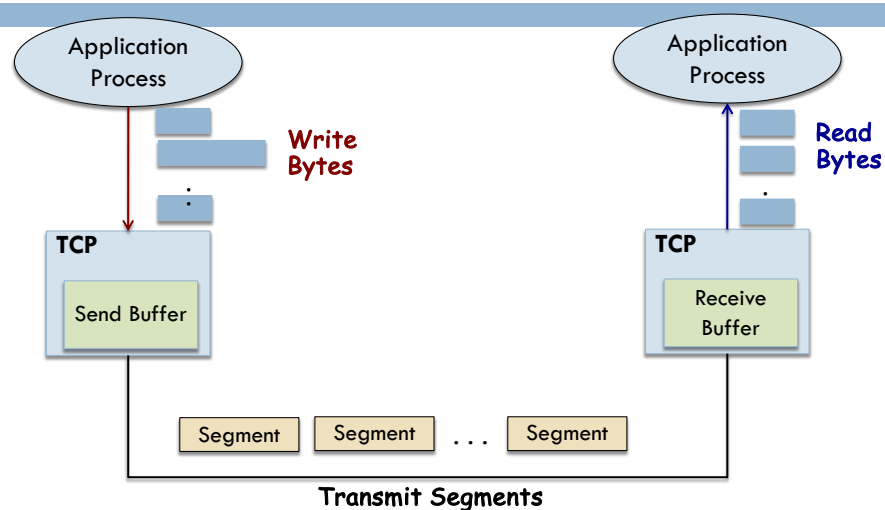 Application
Process
Application
Process
Write
Bytes
Read
Bytes
TCP
TCP
Send Buffer
Receive
Buffer
Segment
Segment
. . .
Segment
Transmit Segments